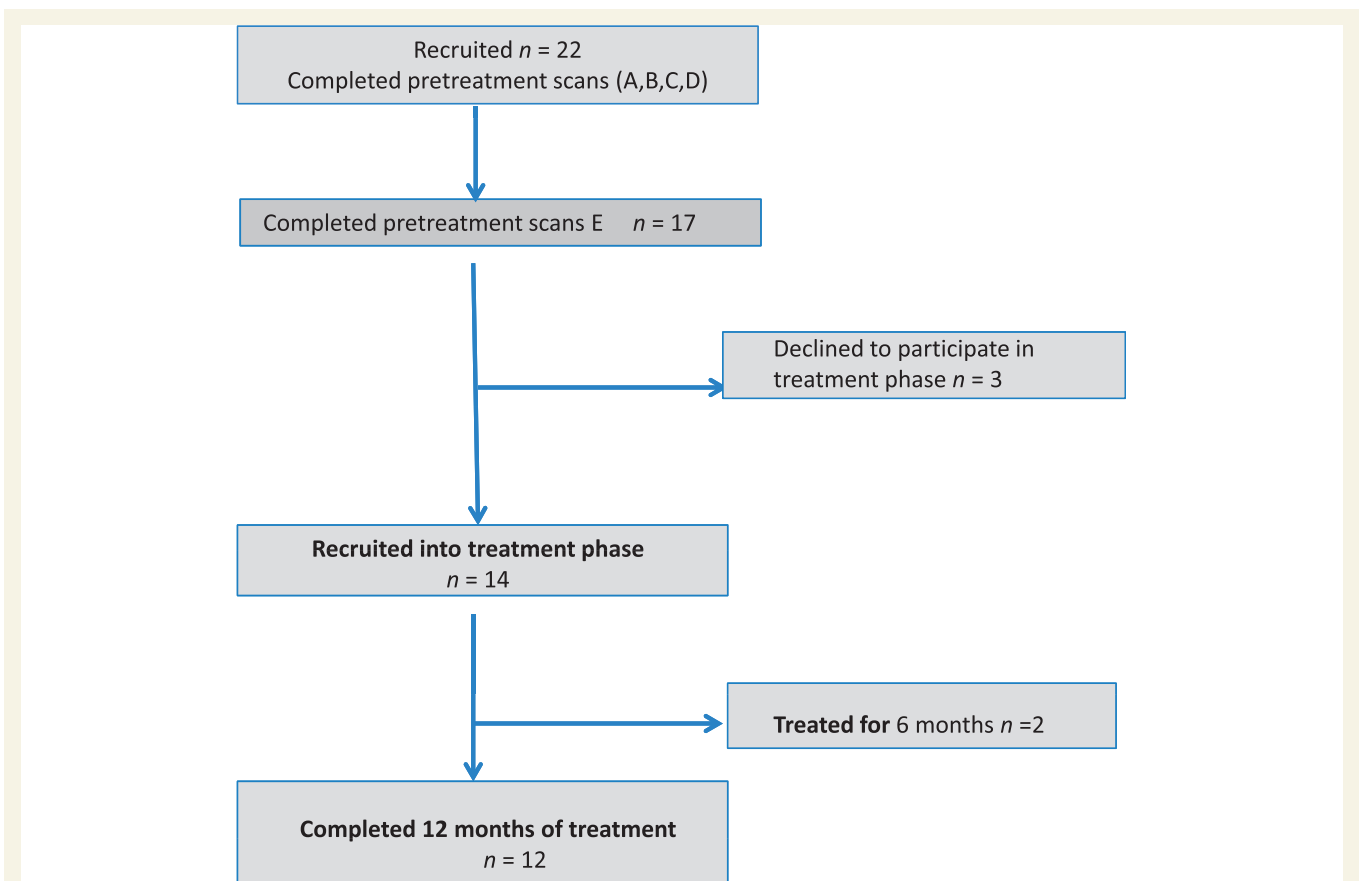 Recruited n = 22
Completed pretreatment scans (A,B,C,D)
Completed pretreatment scans E n = 17
Declined to participate in
treatment phase n = 3
Recruited into treatment phase
n = 14
Treated for 6 months n =2
Completed 12 months of treatment
n = 12